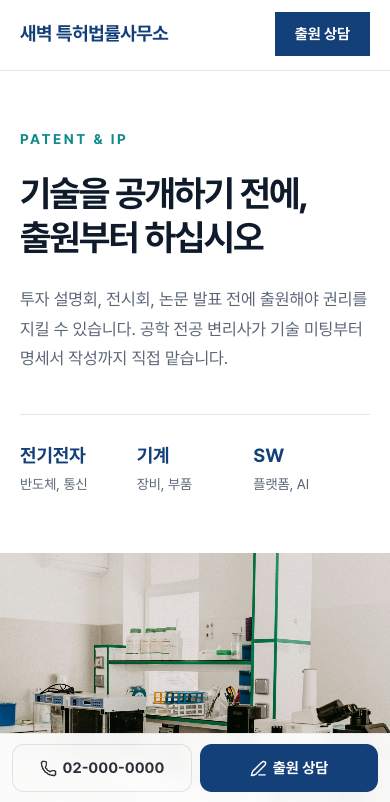 새벽 특허법률사무소
출원 상담
PATENT & IP
기술을 공개하기 전에,
출원부터 하십시오
투자 설명회, 전시회, 논문 발표 전에 출원해야 권리를
지킬 수 있습니다. 공학 전공 변리사가 기술 미팅부터
명세서 작성까지 직접 맡습니다.
전기전자 기계 SW
반도체, 통신 장비, 부품 플랫폼, AI
02-000-0000 출원 상담